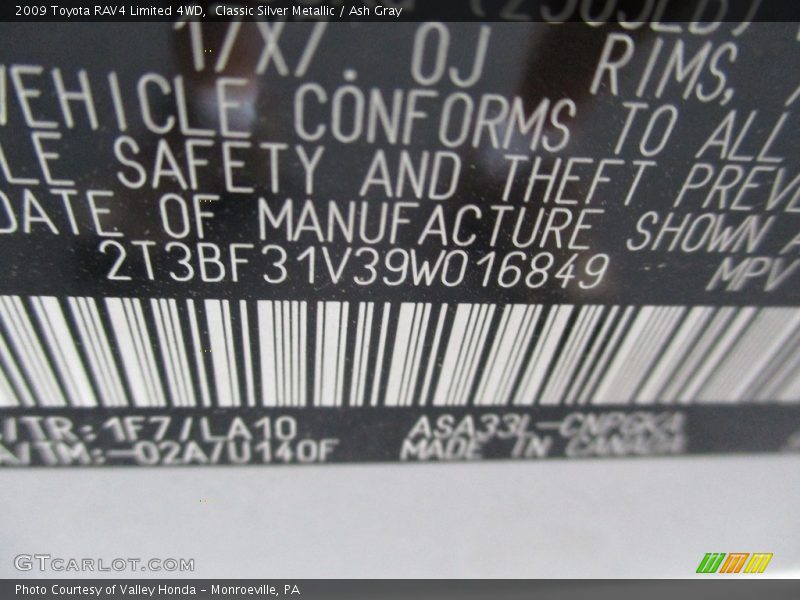 2009 Toyota RAV4 Limited 4WD, Classic Silver Metallic / Ash Gray
17X7. 0J RIMS,
VEHICLE CONFORMS TO ALL
LE SAFETY AND THEFT PREVE
DATE OF MANUFACTURE SHOWN A
2T3BF31V39W016849 MPV
/TR: 1F7/LA10 ASA33L-CNPGKA
A/TM:-02A/U140F MADE IN CANADA
GTCARLOT.COM
Photo Courtesy of Valley Honda - Monroeville, PA